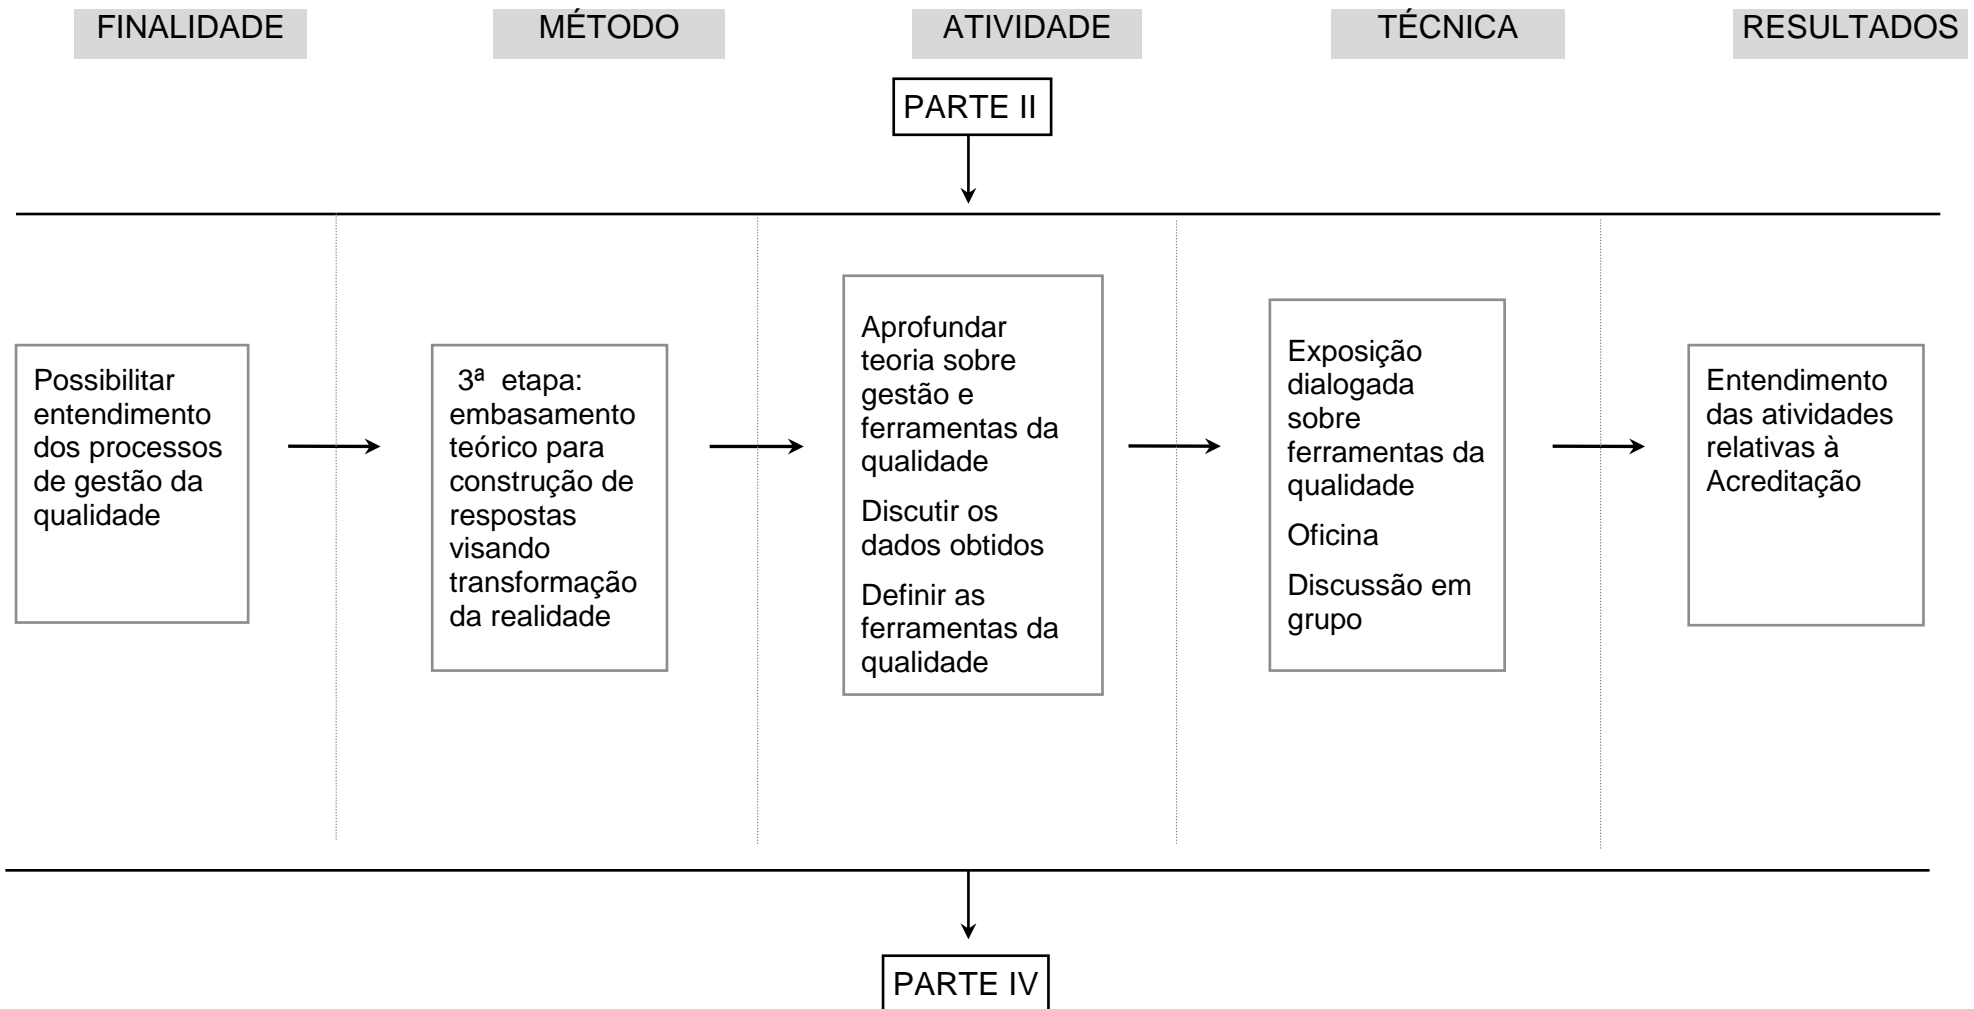 FINALIDADE
MÉTODO
ATIVIDADE
TÉCNICA
RESULTADOS
PARTE II
Possibilitar
entendimento
dos processos
de gestão da
qualidade
3ª etapa:
embasamento
teórico para
construção de
respostas
visando
transformação
da realidade
Aprofundar
teoria sobre
gestão e
ferramentas da
qualidade
Discutir os
dados obtidos
Definir as
ferramentas da
qualidade
Exposição
dialogada
sobre
ferramentas da
qualidade
Oficina
Discussão em
grupo
Entendimento
das atividades
relativas à
Acreditação
PARTE IV